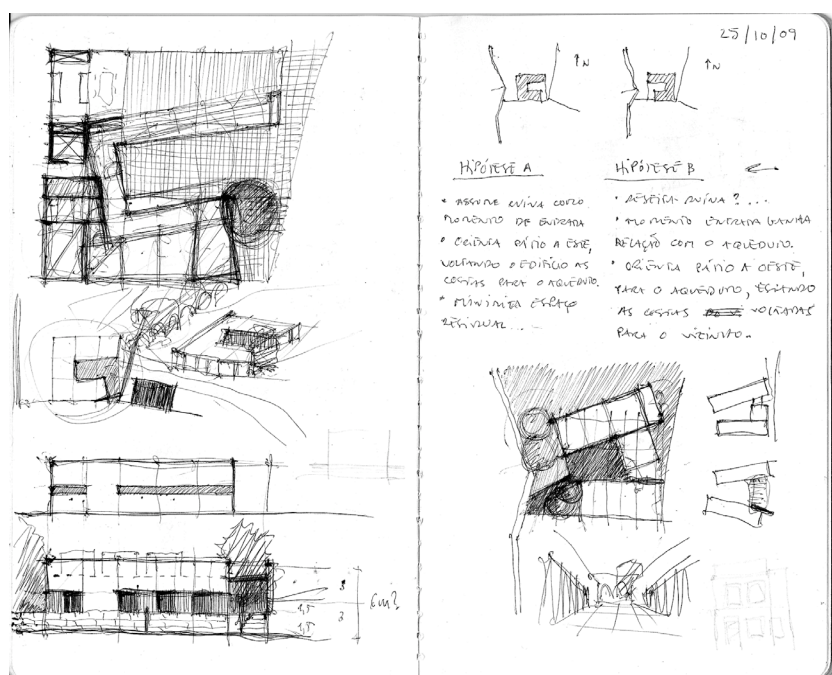 25/10/09
↑N
↑N
HIPÓTESE A
• ASSUME RUÍNA COMO
MOMENTO DE ENTRADA
• ORIENTA PÁTIO A ESTE,
VOLTANDO O EDIFÍCIO AS
COSTAS PARA O AQUEDUTO.
• MINIMIZA ESPAÇO
RESIDUAL...
HIPÓTESE B
• RUÍNA?...
• MOMENTO ENTRADA GANHA
RELAÇÃO COM O AQUEDUTO.
• ORIENTA PÁTIO A OESTE,
PARA O AQUEDUTO, ESTANDO
AS COSTAS VOLTADAS
PARA O VIZINHO.
3
1,5
3
1,5
6m?